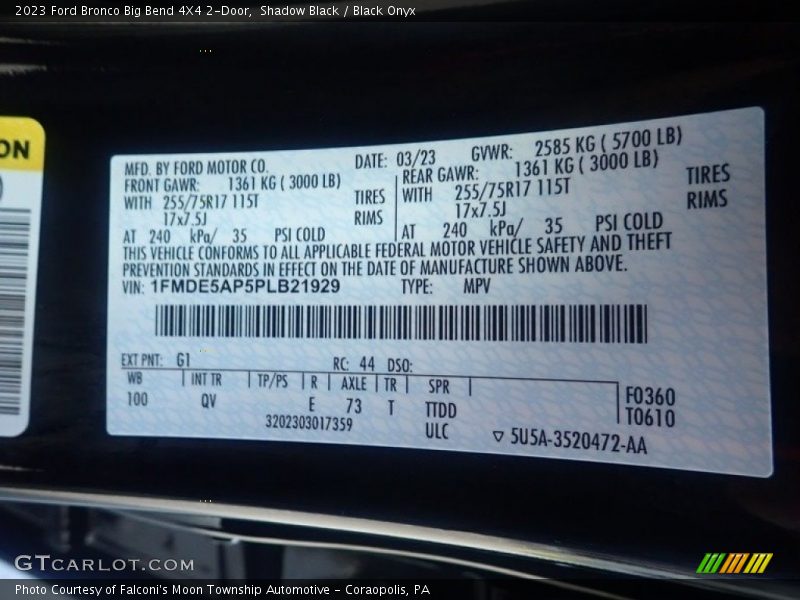 2023 Ford Bronco Big Bend 4X4 2-Door, Shadow Black / Black Onyx
ON
MFD. BY FORD MOTOR CO. DATE: 03/23 GVWR: 2585 KG ( 5700 LB)
FRONT GAWR: 1361 KG ( 3000 LB) REAR GAWR: 1361 KG ( 3000 LB)
WITH 255/75R17 115T TIRES WITH 255/75R17 115T TIRES
17x7.5J RIMS 17x7.5J RIMS
AT 240 kPa/ 35 PSI COLD AT 240 kPa/ 35 PSI COLD
THIS VEHICLE CONFORMS TO ALL APPLICABLE FEDERAL MOTOR VEHICLE SAFETY AND THEFT
PREVENTION STANDARDS IN EFFECT ON THE DATE OF MANUFACTURE SHOWN ABOVE.
VIN: 1FMDE5AP5PLB21929 TYPE: MPV
EXT PNT: G1 RC: 44 DSO:
WB INT TR TP/PS R AXLE TR SPR
100 QV E 73 T TTDD
3202303017359 ULC
F0360
T0610
▽ 5U5A-3520472-AA
GTCARLOT.COM
Photo Courtesy of Falconi's Moon Township Automotive - Coraopolis, PA